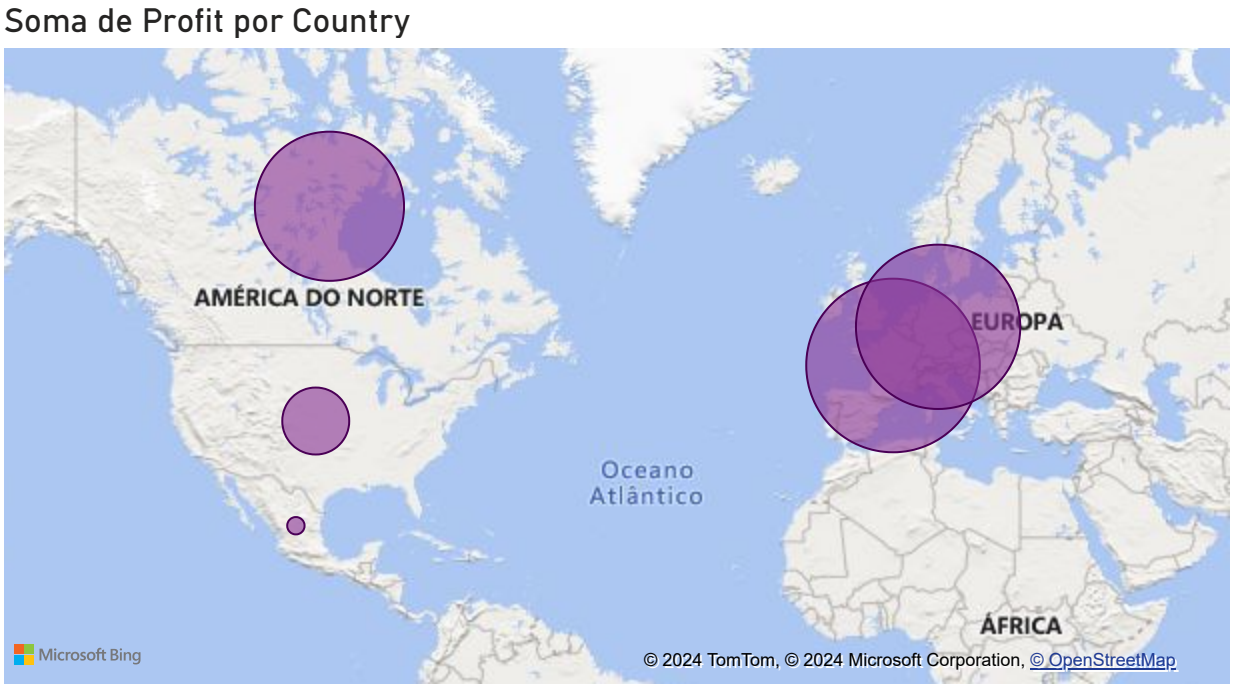 Soma de Profit por Country
AMÉRICA DO NORTE
EUROPA
Oceano
Atlântico
ÁFRICA
Microsoft Bing
© 2024 TomTom, © 2024 Microsoft Corporation, © OpenStreetMap